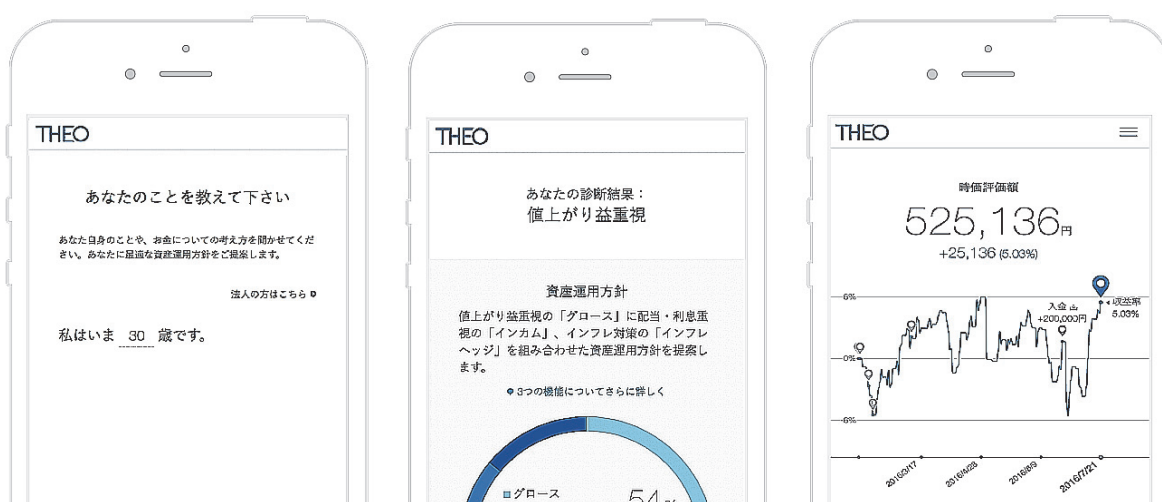 THEO
あなたのことを教えて下さい
あなた自身のことや、お金についての考え方を聞かせてくだ
さい。あなたに最適な資産運用方針をご提案します。
法人の方はこちら
私はいま 30 歳です。
THEO
あなたの診断結果：
値上がり益重視
資産運用方針
値上がり益重視の「グロース」に配当・利息重
視の「インカム」、インフレ対策の「インフレ
ヘッジ」を組み合わせた資産運用方針を提案し
ます。
3つの機能についてさらに詳しく
グロース
54%
THEO
時価評価額
525,136円
+25,136 (5.03%)
6%
入金
+200,000円
収益率
5.03%
0%
-6%
2016/3/17
2016/4/28
2016/6/9
2016/7/21